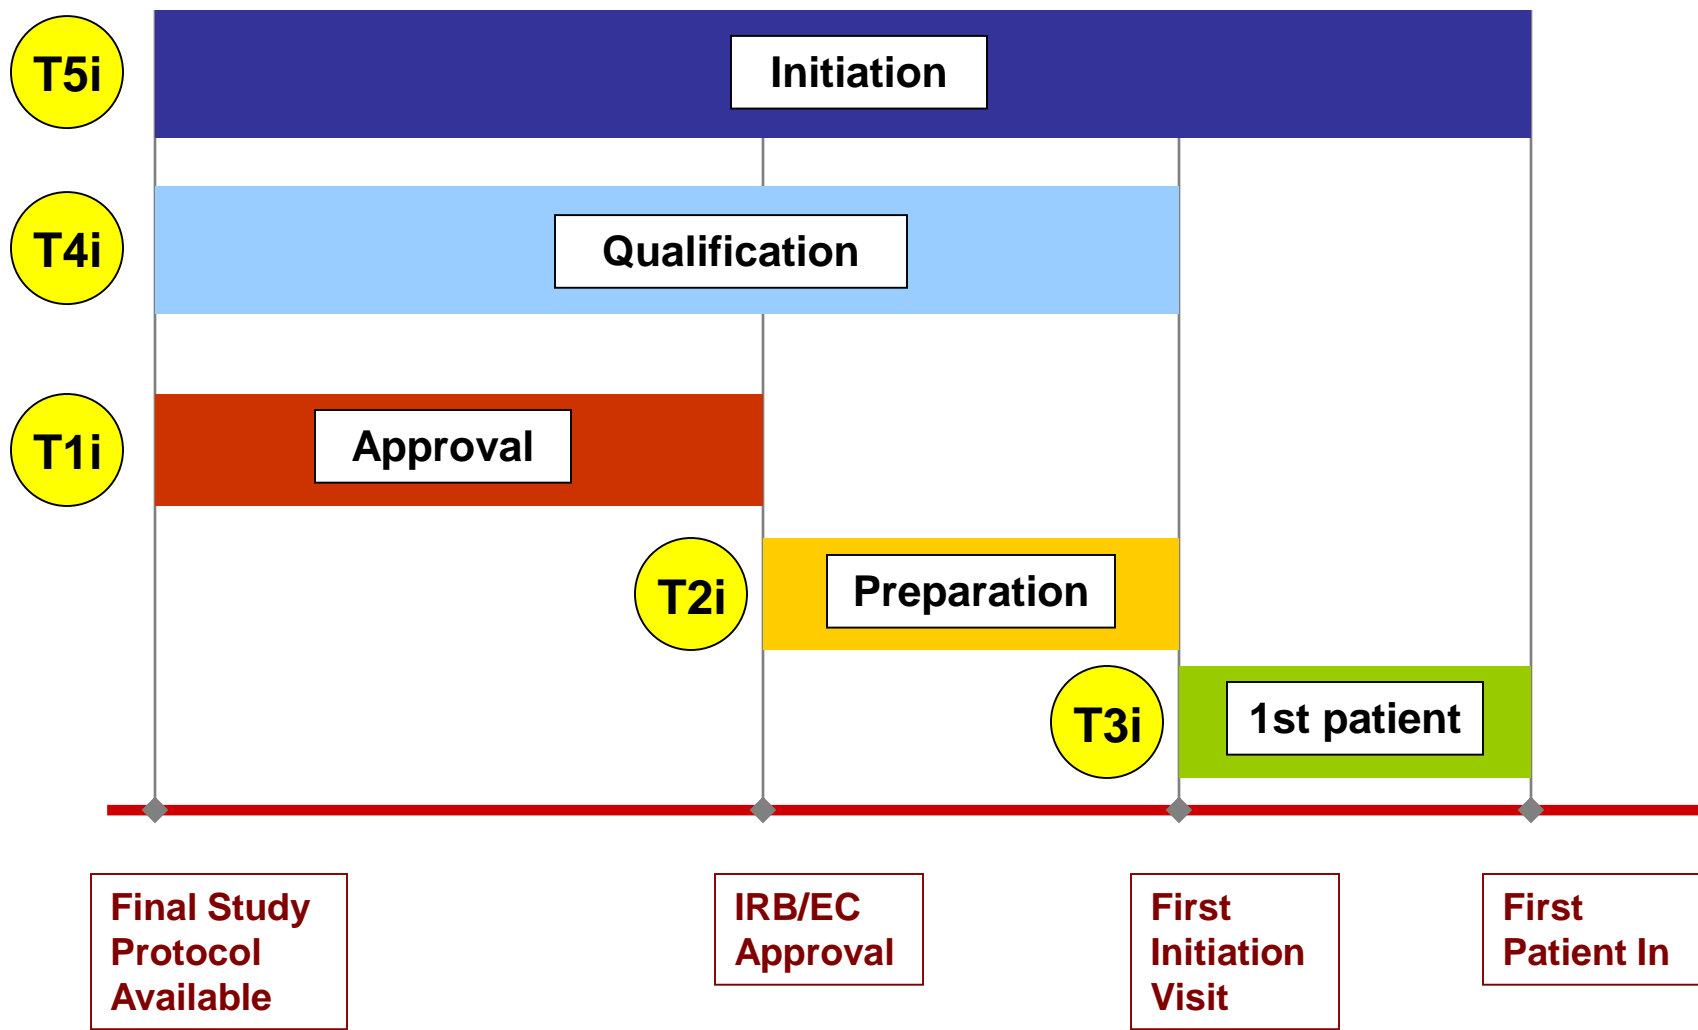 T5i
Initiation
T4i
Qualification
T1i
Approval
T2i
Preparation
T3i
1st patient
Final Study
Protocol
Available
IRB/EC
Approval
First
Initiation
Visit
First
Patient In